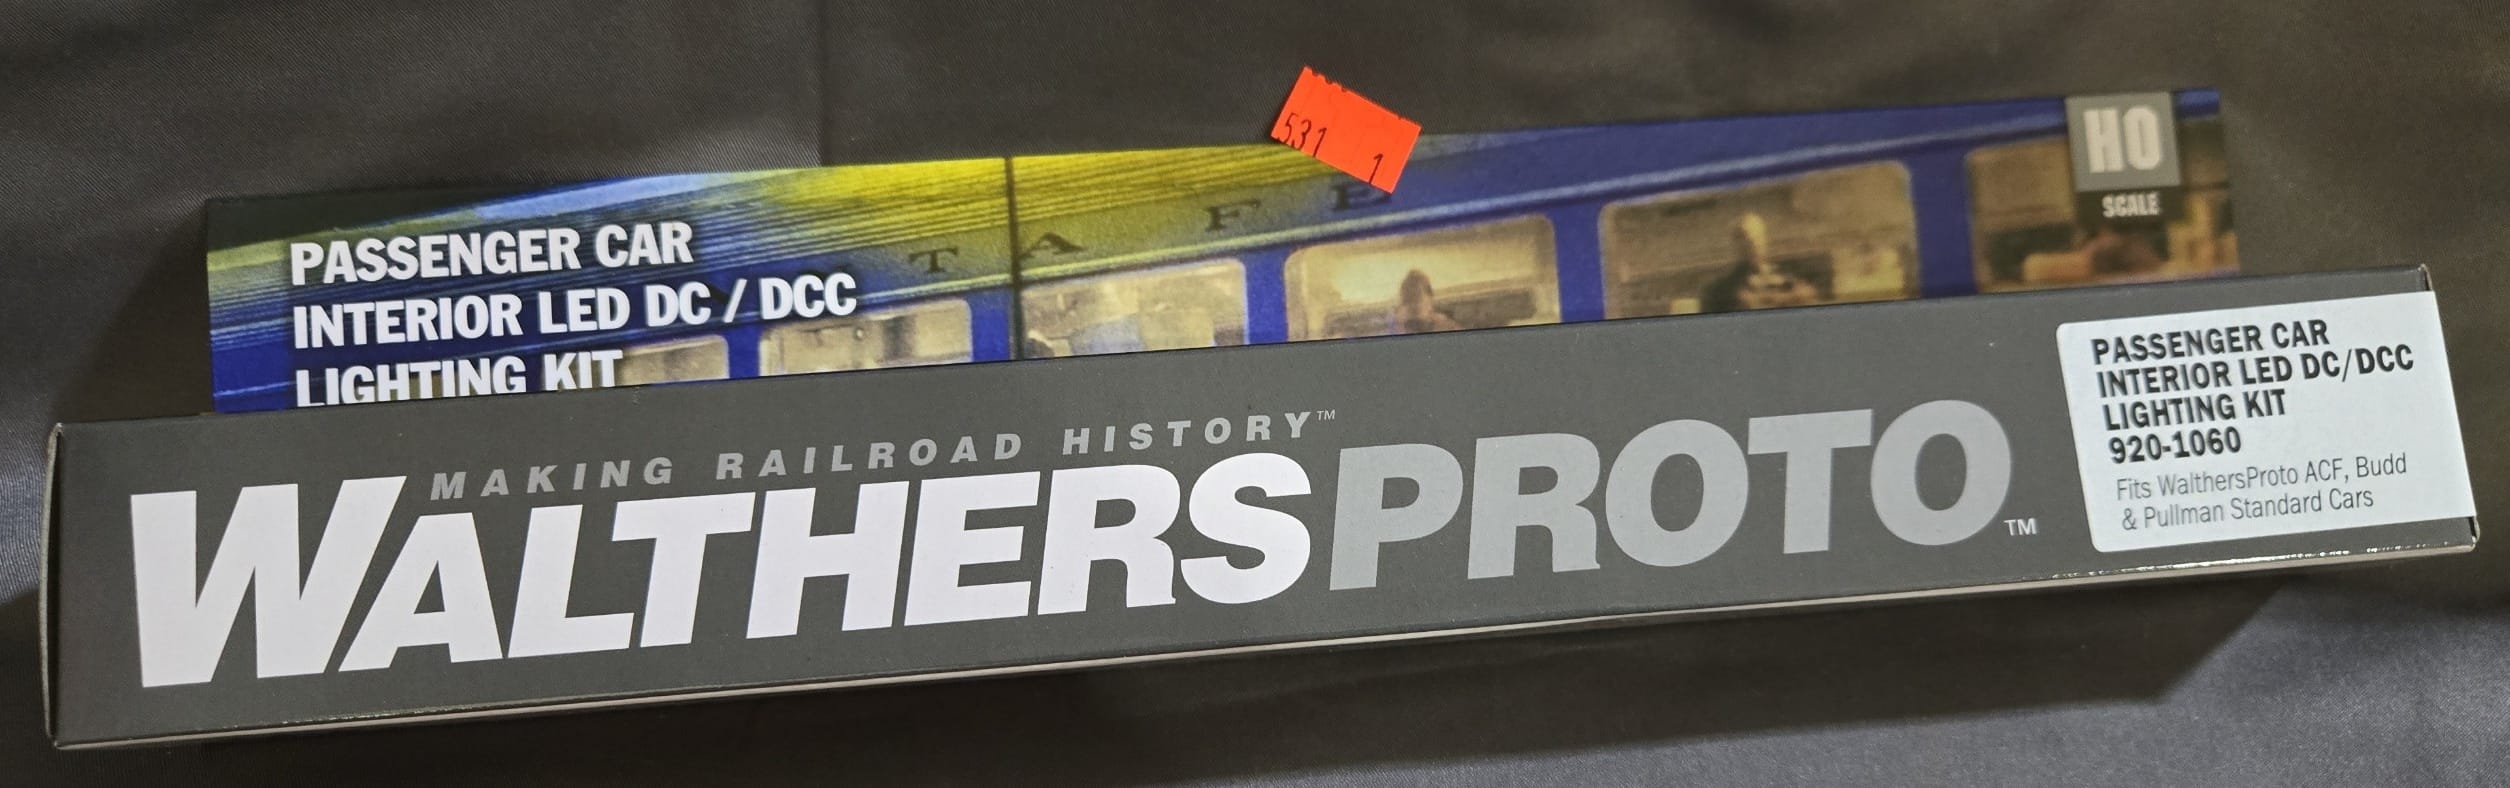 531
1
HO
SCALE
TAFE
PASSENGER CAR
INTERIOR LED DC / DCC
LIGHTING KIT
MAKING RAILROAD HISTORY™
WALTHERSPROTO™
PASSENGER CAR
INTERIOR LED DC/DCC
LIGHTING KIT
920-1060
Fits WalthersProto ACF, Budd
& Pullman Standard Cars